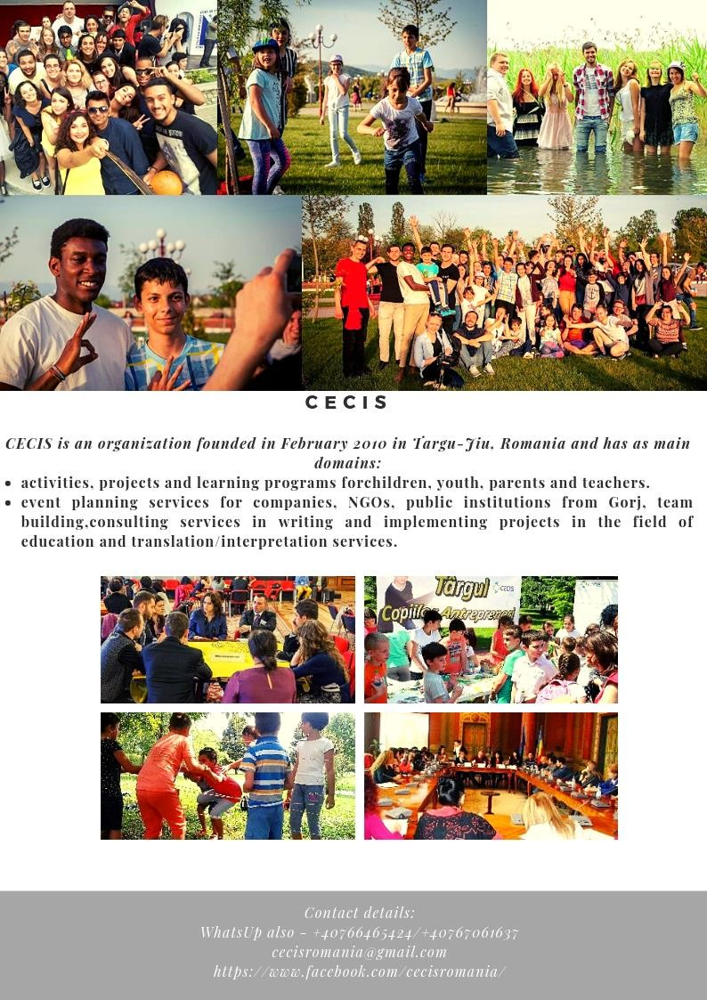 CECIS
CECIS is an organization founded in February 2010 in Targu-Jiu, Romania and has as main
domains:
• activities, projects and learning programs forchildren, youth, parents and teachers.
• event planning services for companies, NGOs, public institutions from Gorj, team
building,consulting services in writing and implementing projects in the field of
education and translation/interpretation services.
Târgul
CECIS
Copiilor Antreprenori
Contact details:
WhatsUp also - +40766465424/+40767061637
cecisromania@gmail.com
https://www.facebook.com/cecisromania/